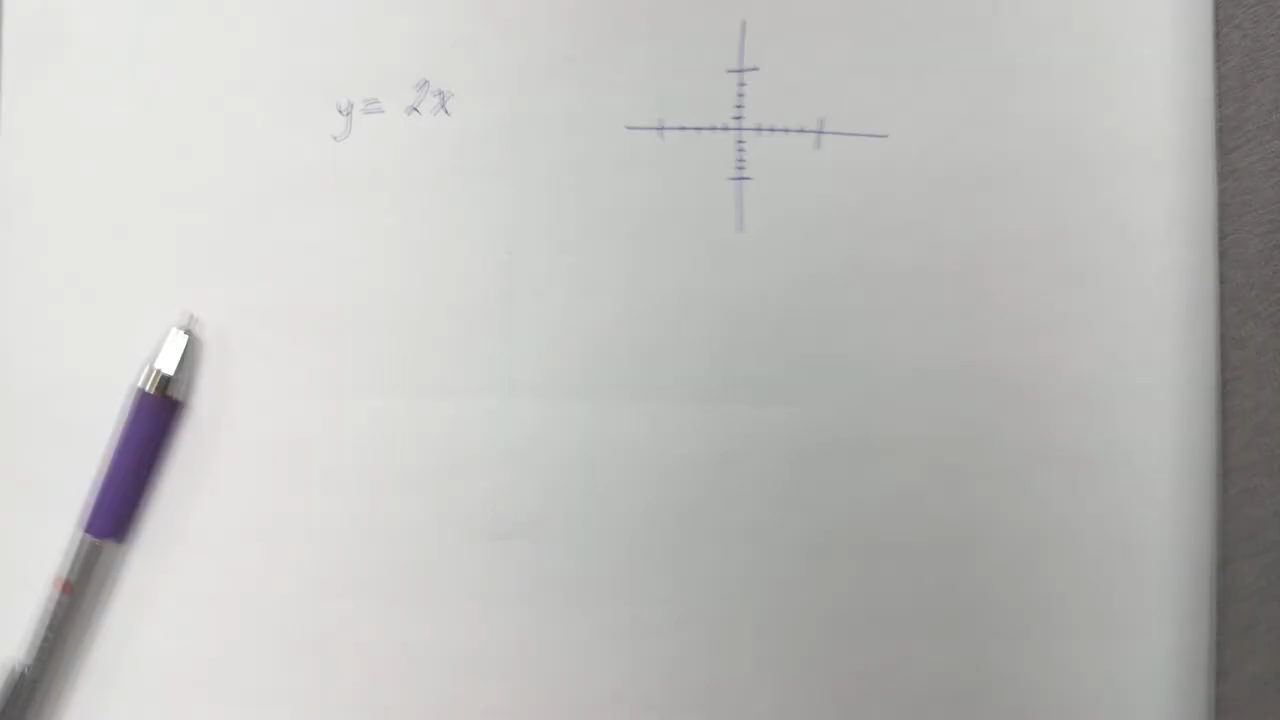 y = 2x